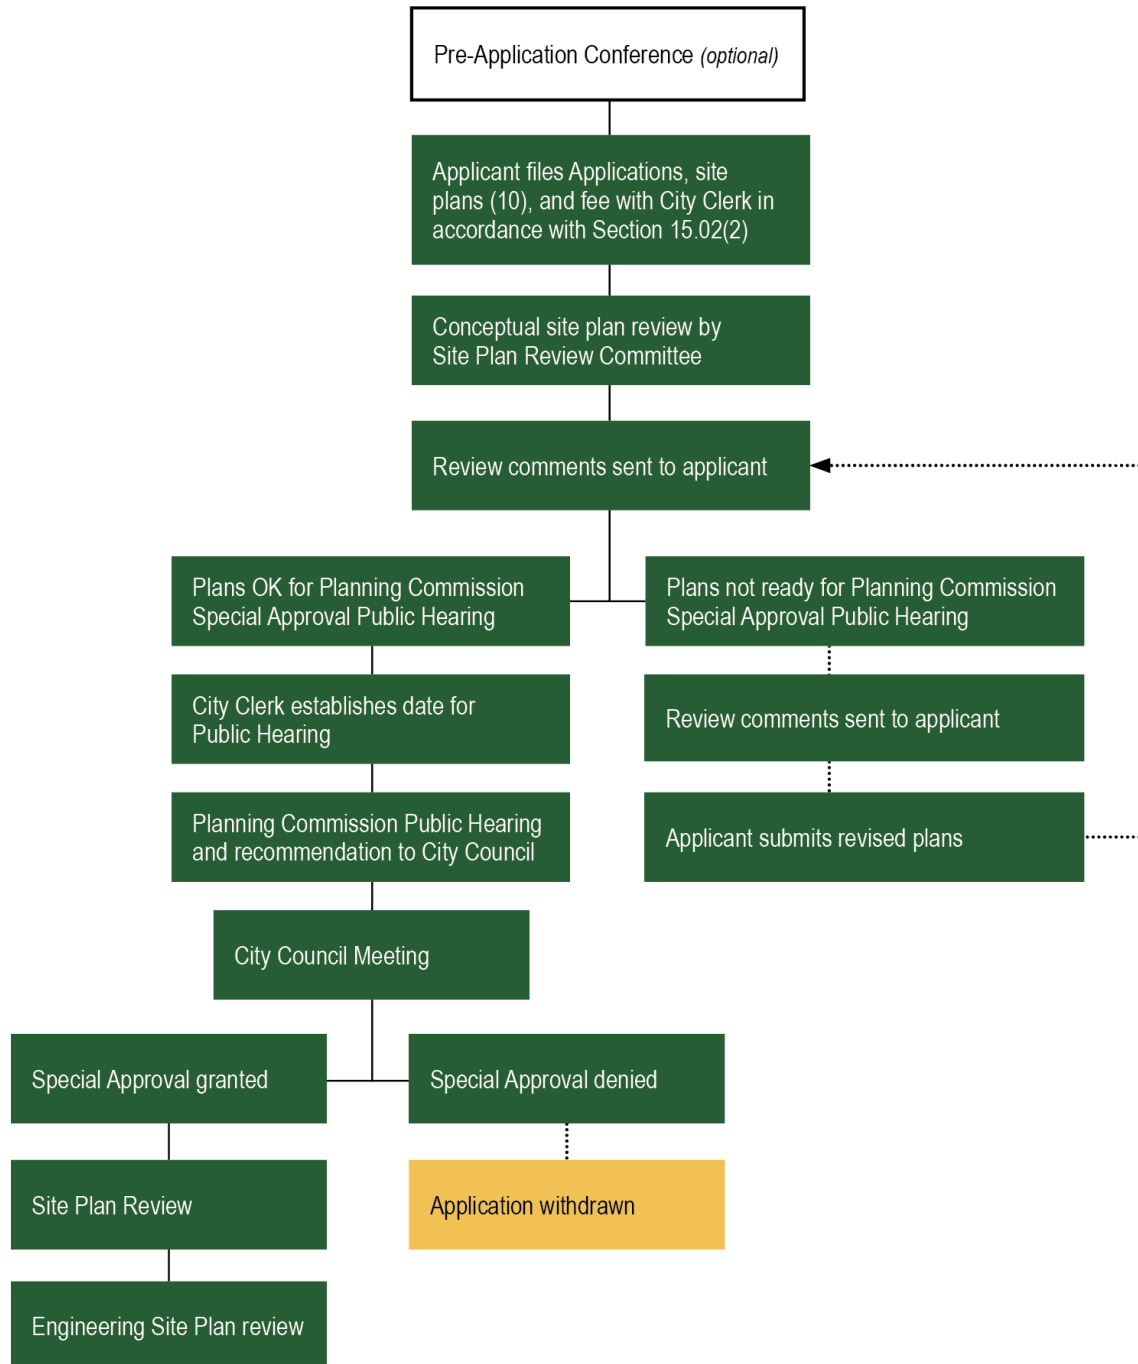 Pre-Application Conference (optional)
Applicant files Applications, site
plans (10), and fee with City Clerk in
accordance with Section 15.02(2)
Conceptual site plan review by
Site Plan Review Committee
Review comments sent to applicant
Plans OK for Planning Commission
Special Approval Public Hearing
Plans not ready for Planning Commission
Special Approval Public Hearing
City Clerk establishes date for
Public Hearing
Review comments sent to applicant
Planning Commission Public Hearing
and recommendation to City Council
Applicant submits revised plans
City Council Meeting
Special Approval granted
Special Approval denied
Site Plan Review
Application withdrawn
Engineering Site Plan review